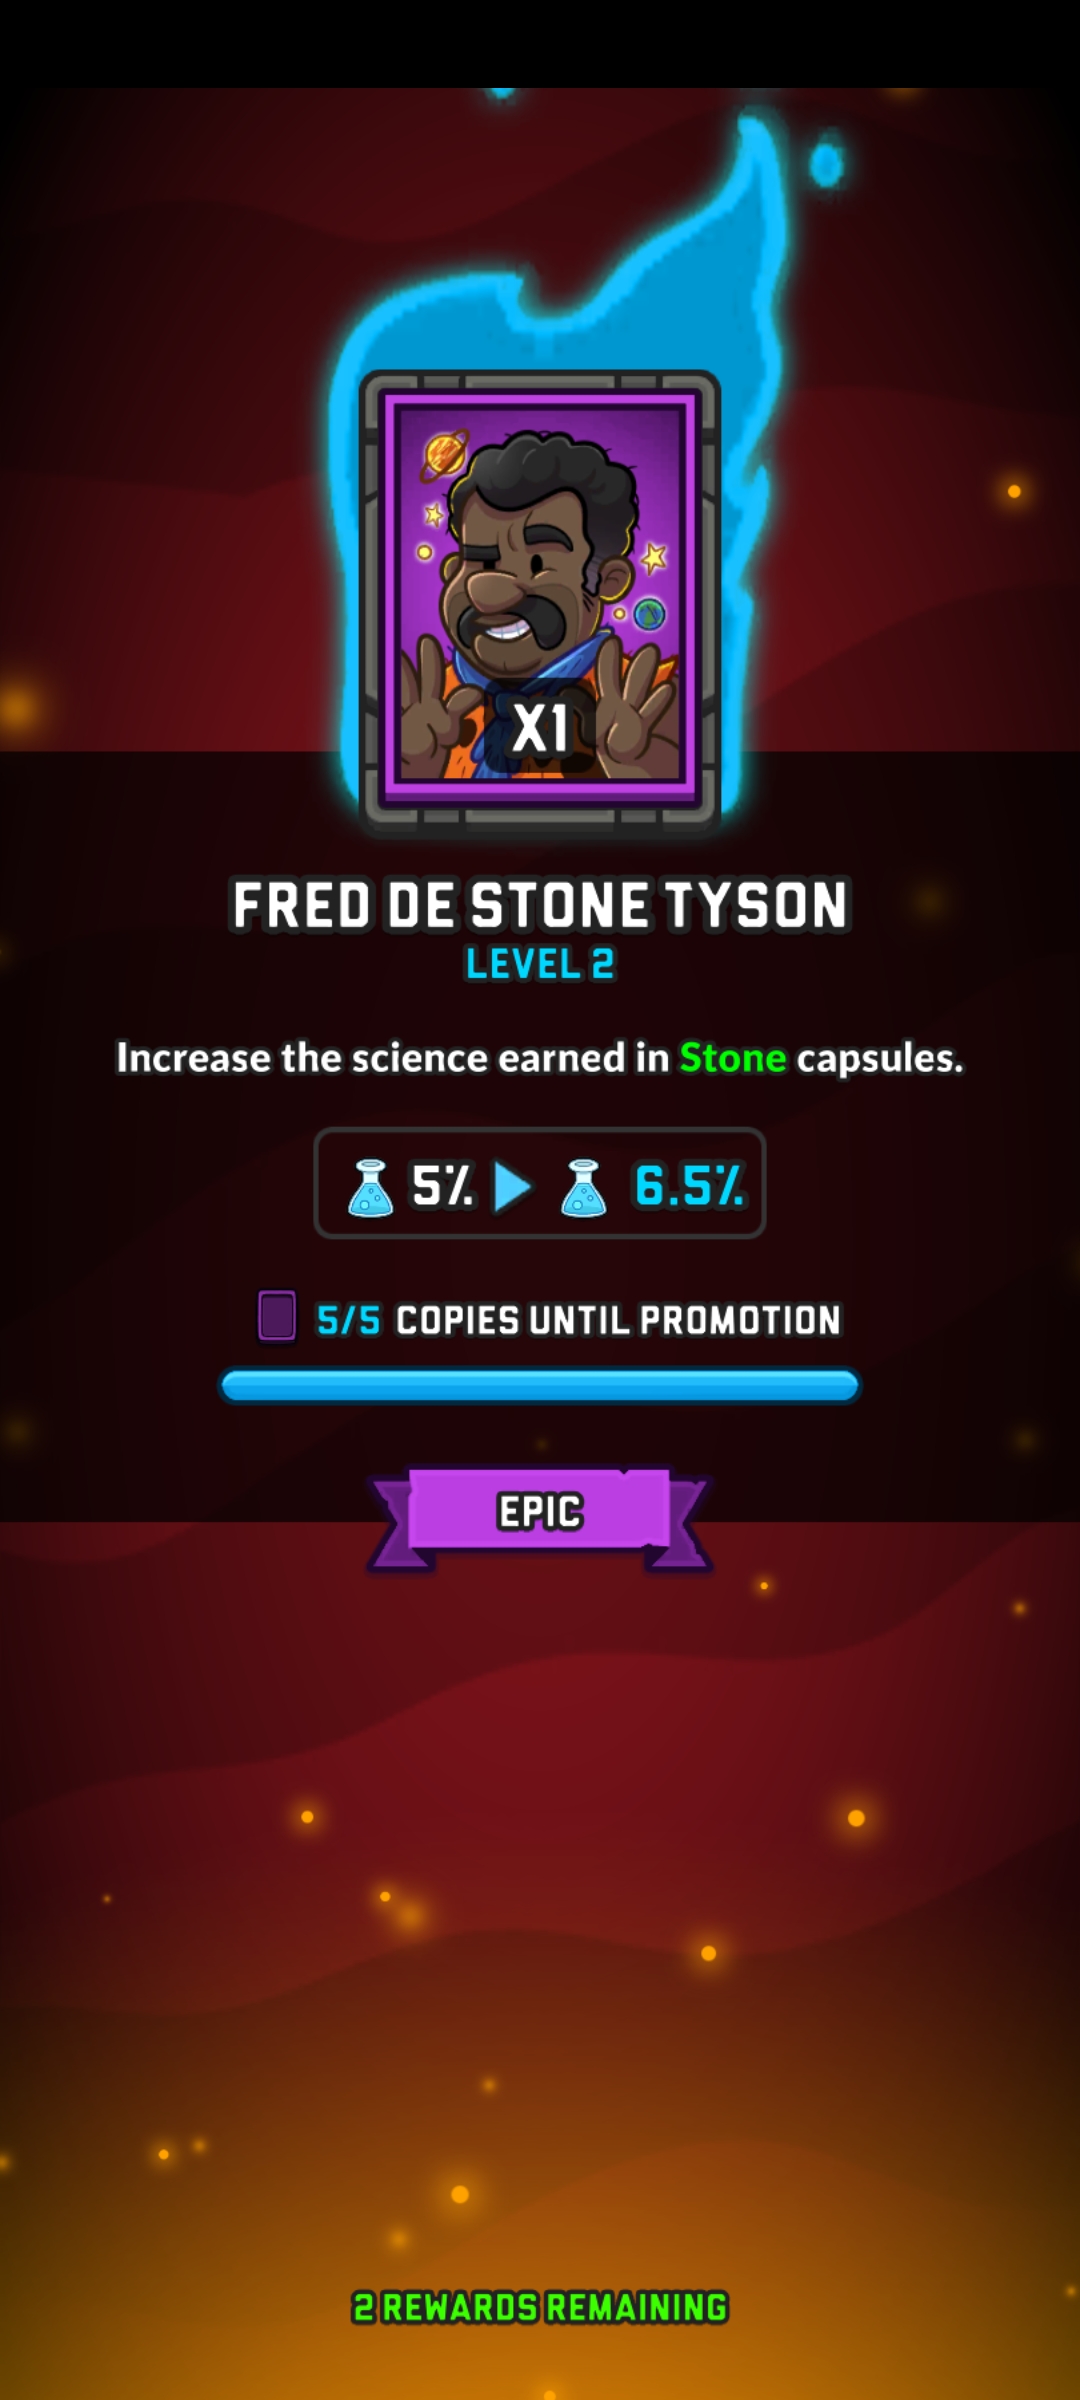 X1
FRED DE STONE TYSON
LEVEL 2
Increase the science earned in Stone capsules.
5% 6.5%
5/5 COPIES UNTIL PROMOTION
EPIC
2 REWARDS REMAINING